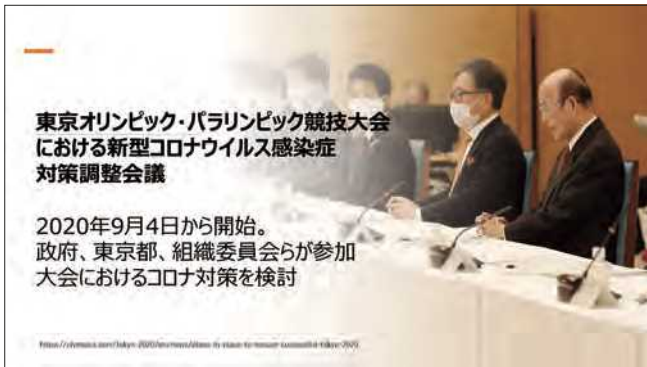 東京オリンピック・パラリンピック競技大会
における新型コロナウイルス感染症
対策調整会議
2020年9月4日から開始。
政府、東京都、組織委員会らが参加
大会におけるコロナ対策を検討